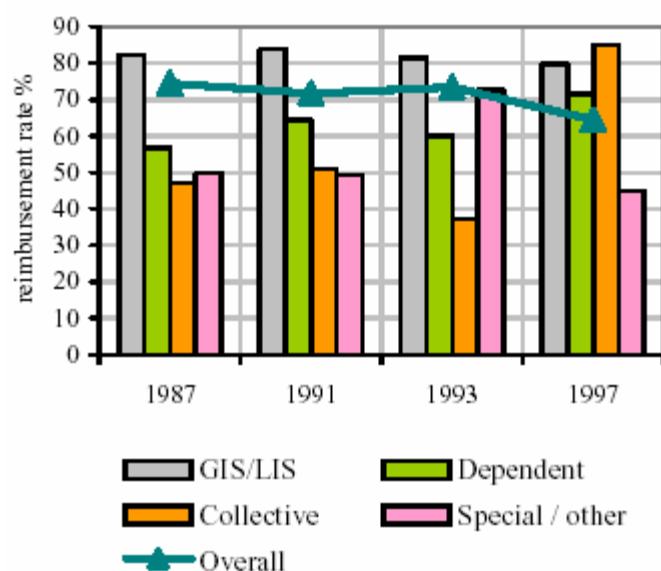 reimbursement rate %
90
80
70
60
50
40
30
20
10
0
1987 1991 1993 1997
GIS/LIS Dependent
Collective Special / other
Overall